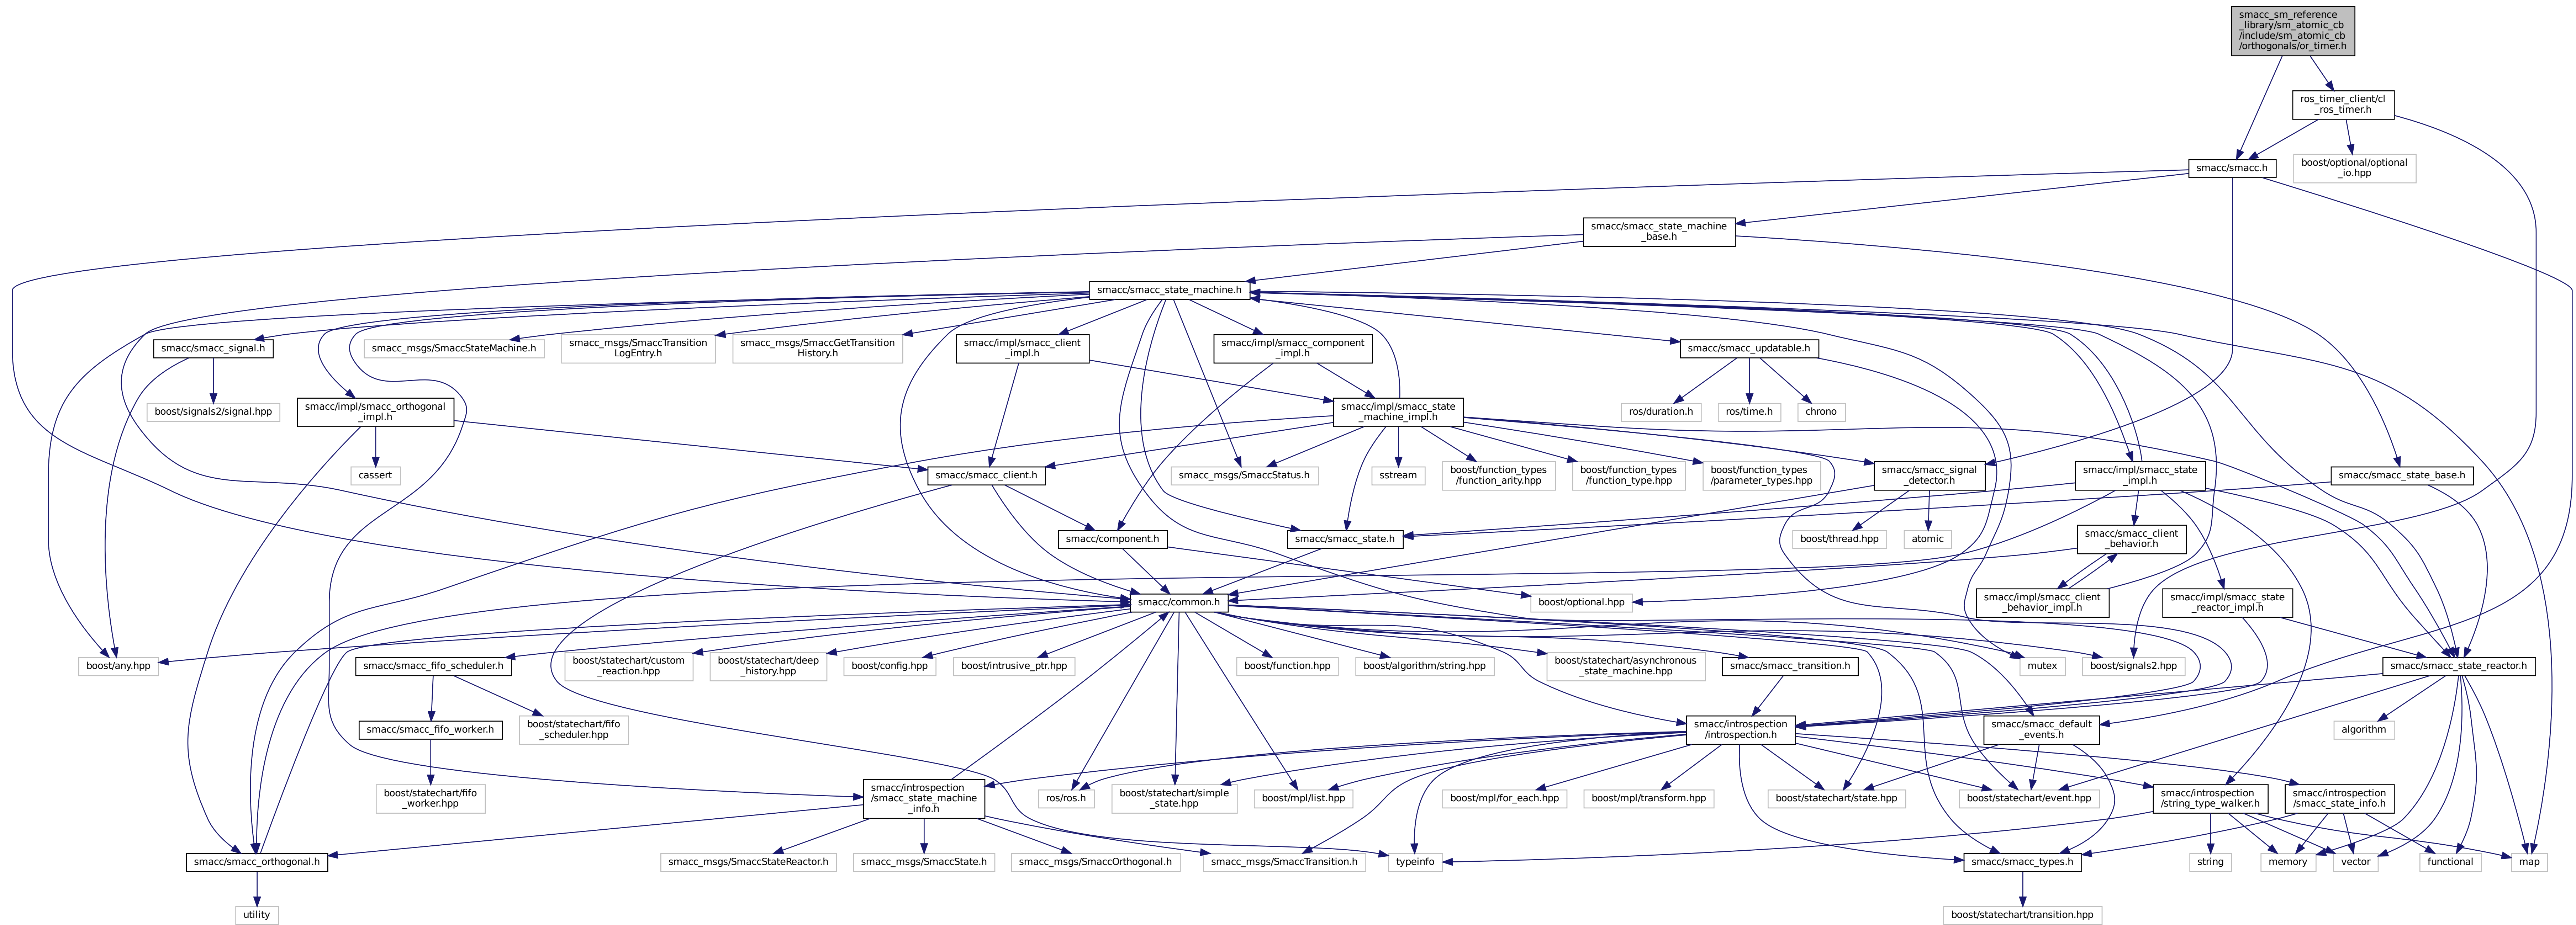 smacc_sm_reference
_library/sm_atomic_cb
/include/sm_atomic_cb
/orthogonals/or_timer.h
ros_timer_client/cl
_ros_timer.h
smacc/smacc.h
boost/optional/optional
_io.hpp
smacc/smacc_state_machine
_base.h
smacc/smacc_state_machine.h
smacc/smacc_signal.h
smacc_msgs/SmaccStateMachine.h
smacc_msgs/SmaccTransition
LogEntry.h
smacc_msgs/SmaccGetTransition
History.h
smacc/impl/smacc_client
_impl.h
smacc/impl/smacc_component
_impl.h
smacc/smacc_updatable.h
boost/signals2/signal.hpp
smacc/impl/smacc_orthogonal
_impl.h
smacc/impl/smacc_state
_machine_impl.h
ros/duration.h
ros/time.h
chrono
cassert
smacc/smacc_client.h
smacc_msgs/SmaccStatus.h
sstream
boost/function_types
/function_arity.hpp
boost/function_types
/function_type.hpp
boost/function_types
/parameter_types.hpp
smacc/smacc_signal
_detector.h
smacc/impl/smacc_state
_impl.h
smacc/smacc_state_base.h
smacc/component.h
smacc/smacc_state.h
boost/thread.hpp
atomic
smacc/smacc_client
_behavior.h
smacc/common.h
boost/optional.hpp
smacc/impl/smacc_client
_behavior_impl.h
smacc/impl/smacc_state
_reactor_impl.h
boost/any.hpp
smacc/smacc_fifo_scheduler.h
boost/statechart/custom
_reaction.hpp
boost/statechart/deep
_history.hpp
boost/config.hpp
boost/intrusive_ptr.hpp
boost/function.hpp
boost/algorithm/string.hpp
boost/statechart/asynchronous
_state_machine.hpp
smacc/smacc_transition.h
mutex
boost/signals2.hpp
smacc/smacc_state_reactor.h
smacc/smacc_fifo_worker.h
boost/statechart/fifo
_scheduler.hpp
smacc/introspection
/introspection.h
smacc/smacc_default
_events.h
algorithm
boost/statechart/fifo
_worker.hpp
smacc/introspection
/smacc_state_machine
_info.h
ros/ros.h
boost/statechart/simple
_state.hpp
boost/mpl/list.hpp
boost/mpl/for_each.hpp
boost/mpl/transform.hpp
boost/statechart/state.hpp
boost/statechart/event.hpp
smacc/introspection
/string_type_walker.h
smacc/introspection
/smacc_state_info.h
smacc/smacc_orthogonal.h
smacc_msgs/SmaccStateReactor.h
smacc_msgs/SmaccState.h
smacc_msgs/SmaccOrthogonal.h
smacc_msgs/SmaccTransition.h
typeinfo
smacc/smacc_types.h
string
memory
vector
functional
map
utility
boost/statechart/transition.hpp